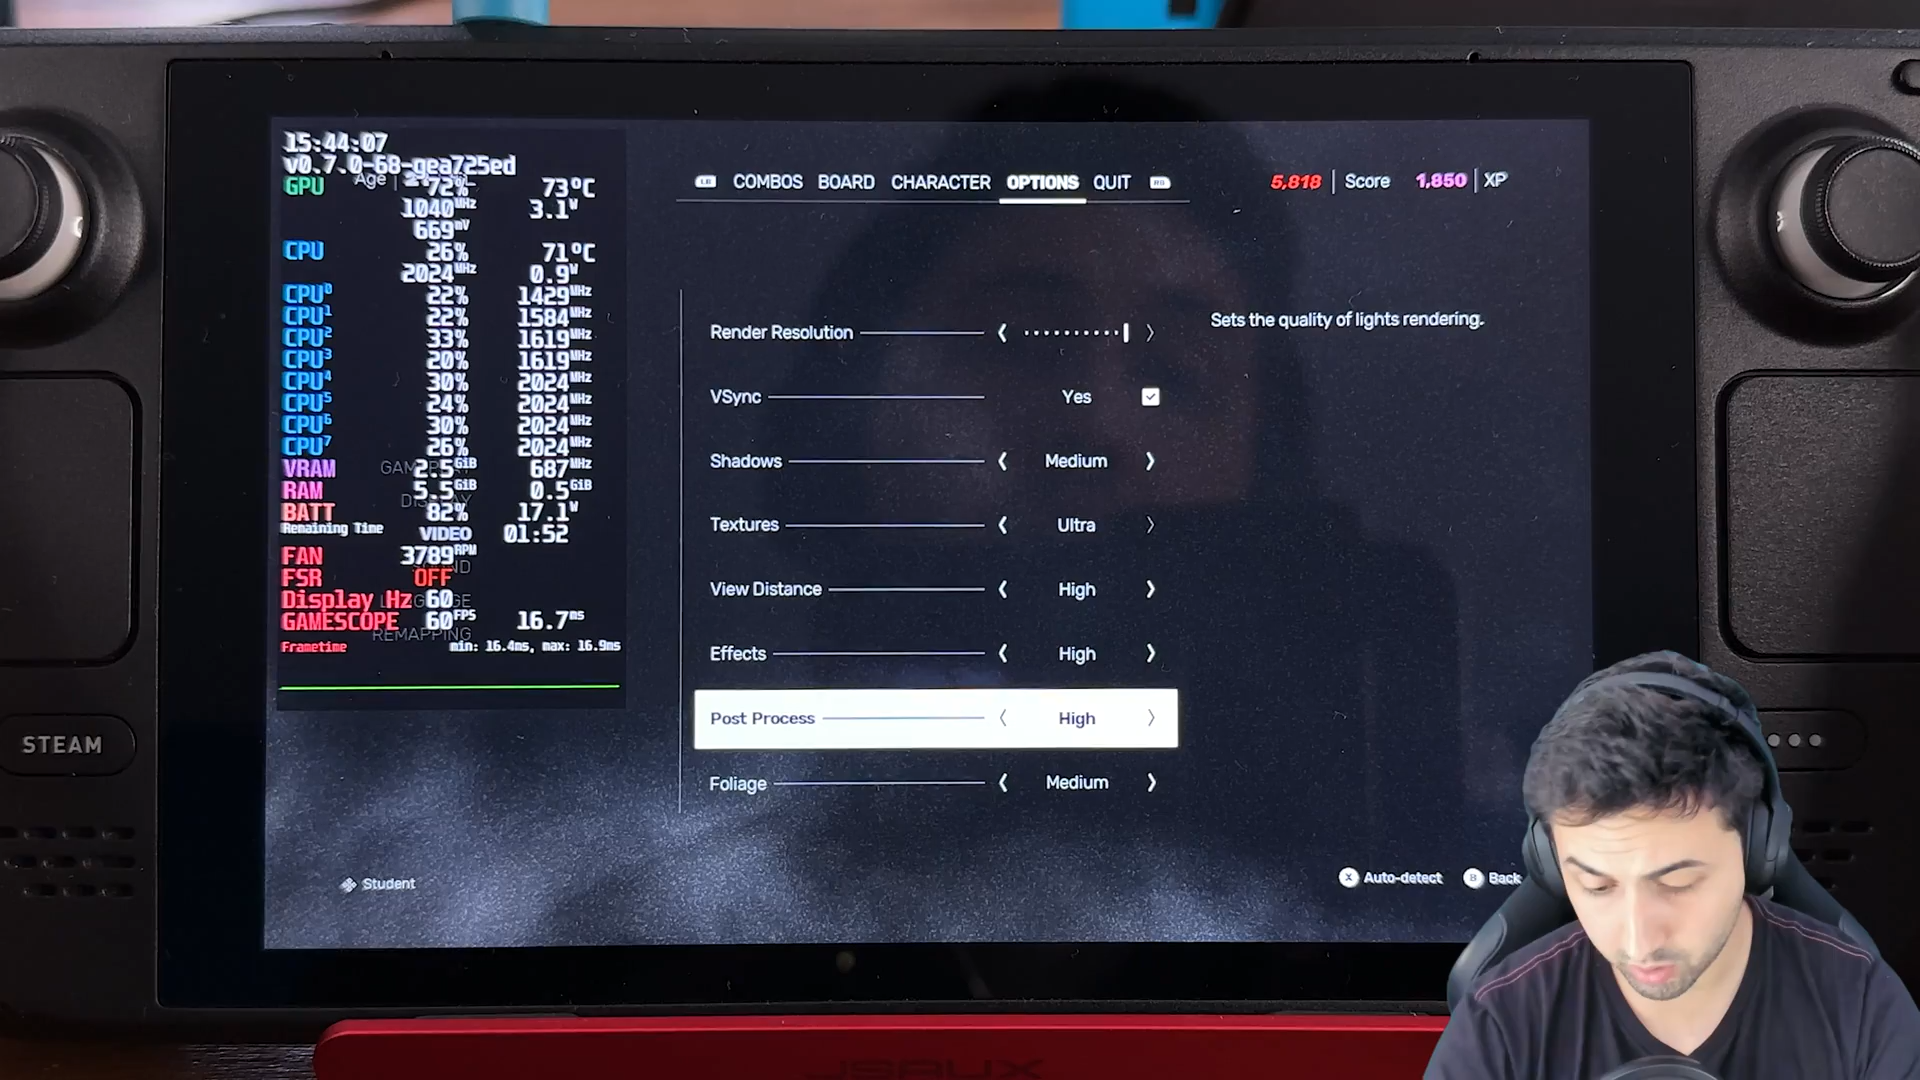 15:44:07
v0.7.0-68-gea725ed
Age |
GPU 72% 73°C
1040MHz 3.1W
669mV
CPU 26% 71°C
2024MHz 0.9W
CPU0 22% 1429MHz
CPU1 22% 1584MHz
CPU2 33% 1619MHz
CPU3 20% 1619MHz
CPU4 30% 2024MHz
CPU5 24% 2024MHz
CPU6 30% 2024MHz
CPU7 26% 2024MHz
VRAM 2.5GiB 687MHz
RAM 5.5GiB 0.5GiB
BATT 82% 17.1W
Remaining Time 01:52
VIDEO
FAN 3789RPM
FSR OFF
Display Hz 60
GAMESCOPE 60FPS 16.7ms
REMAPPING
Frametime min: 16.4ms, max: 16.9ms
LB COMBOS BOARD CHARACTER OPTIONS QUIT RB
5,818 | Score 1,850 | XP
Render Resolution
VSync Yes
Shadows Medium
Textures Ultra
View Distance High
Effects High
Post Process High
Foliage Medium
Sets the quality of lights rendering.
Student
X Auto-detect B Back
STEAM
JSAUX